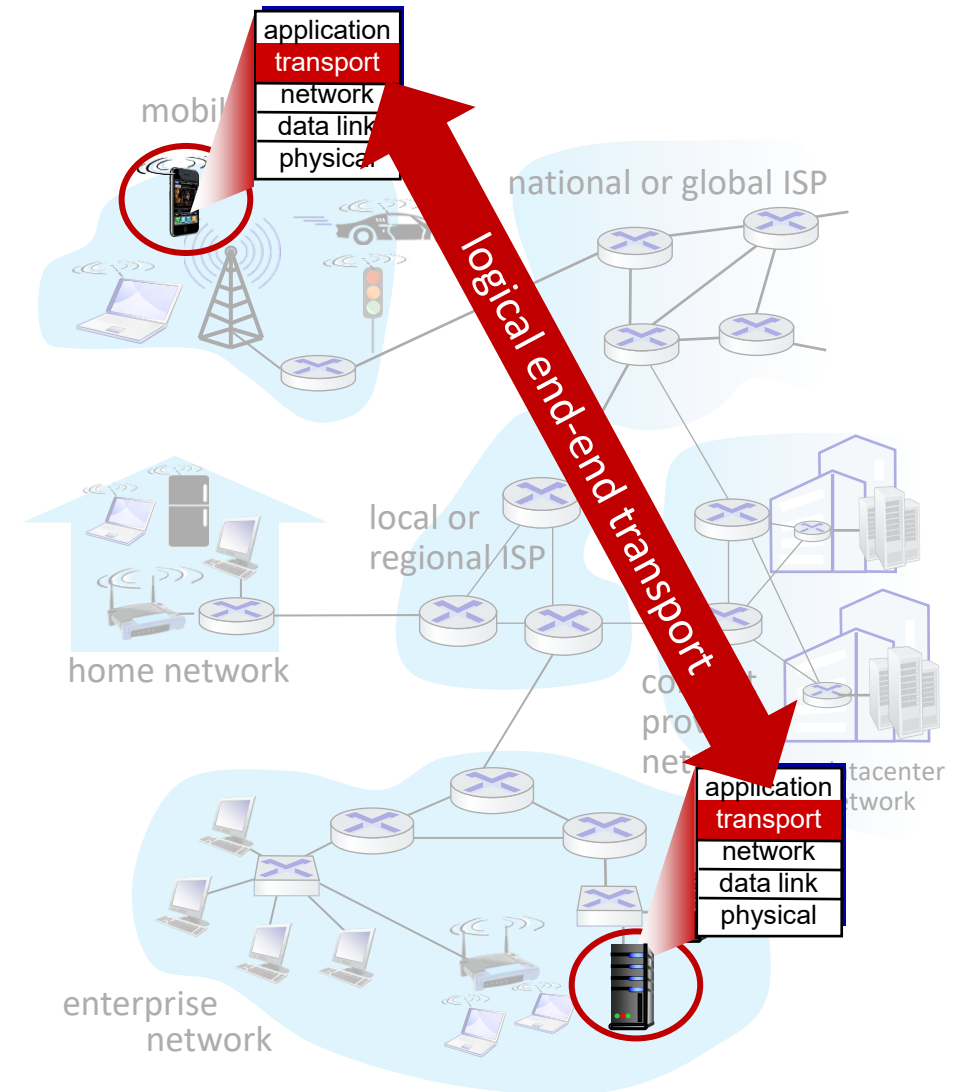 application
transport
network
data link
physical
national or global ISP
logical end-end transport
local or
regional ISP
home network
application
transport
network
data link
physical
enterprise
network